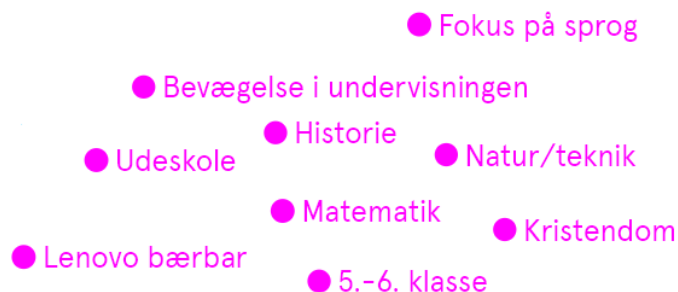 Fokus på sprog
Bevægelse i undervisningen
Historie
Udeskole
Natur/teknik
Matematik
Kristendom
Lenovo bærbar
5.-6. klasse